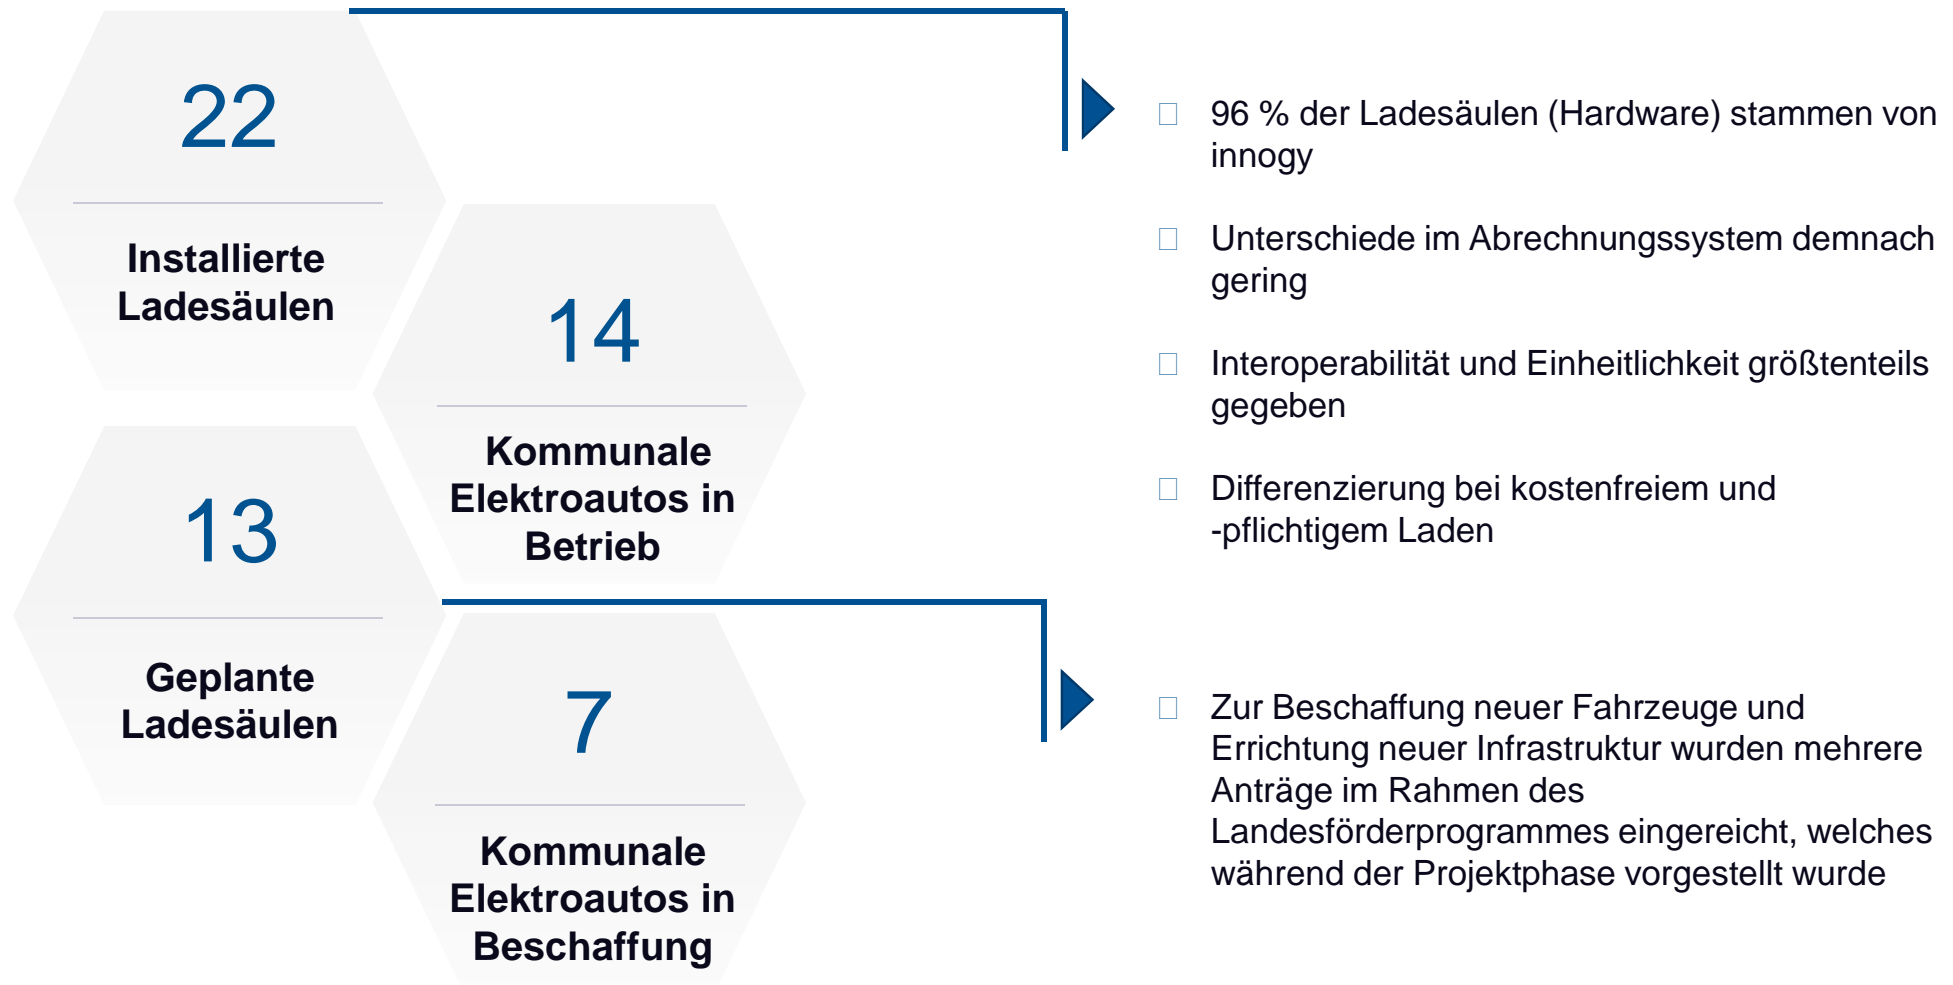 22
Installierte
Ladesäulen
14
Kommunale
Elektroautos in
Betrieb
13
Geplante
Ladesäulen
7
Kommunale
Elektroautos in
Beschaffung
96 % der Ladesäulen (Hardware) stammen von
innogy
Unterschiede im Abrechnungssystem demnach
gering
Interoperabilität und Einheitlichkeit größtenteils
gegeben
Differenzierung bei kostenfreiem und
-pflichtigem Laden
Zur Beschaffung neuer Fahrzeuge und
Errichtung neuer Infrastruktur wurden mehrere
Anträge im Rahmen des
Landesförderprogrammes eingereicht, welches
während der Projektphase vorgestellt wurde